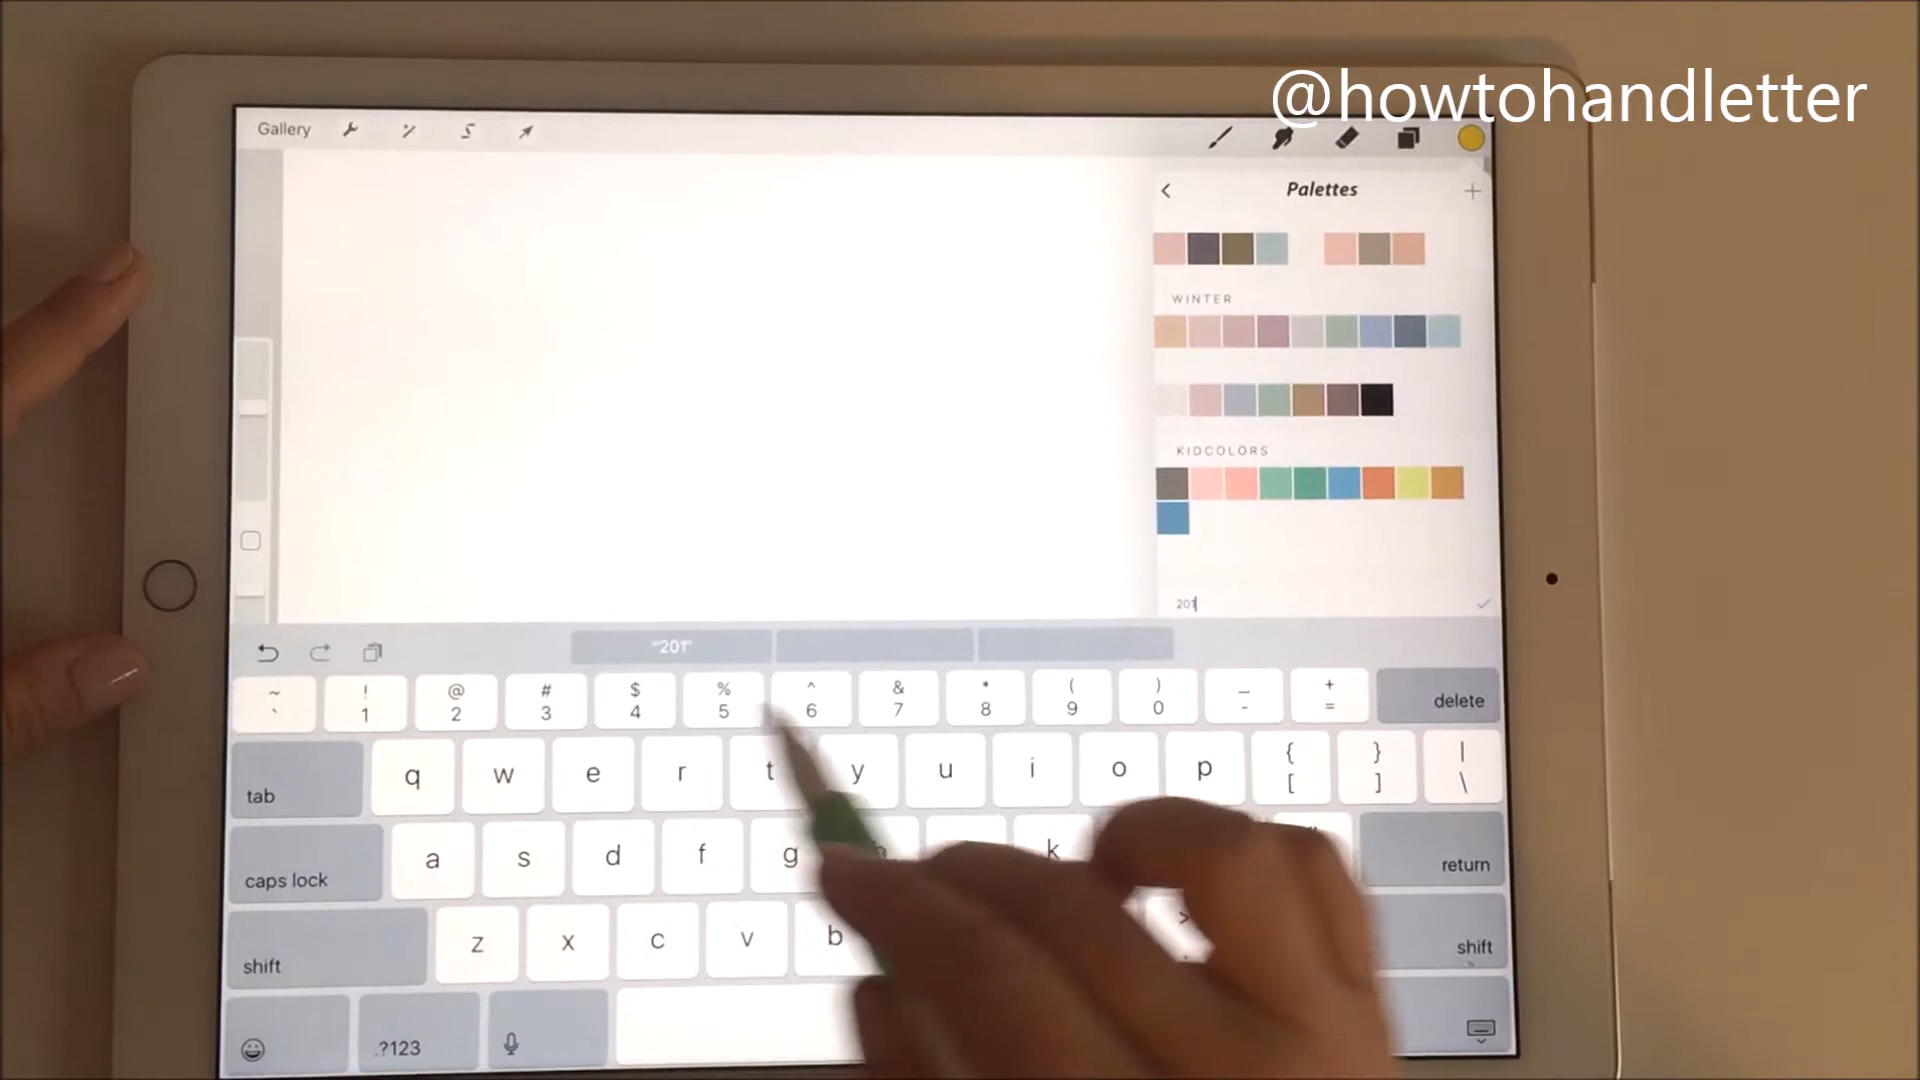 @howtohandletter
Gallery
Palettes
WINTER
KIDCOLORS
201
"201"
~ ! @ # $ % ^ & * ( ) _ +
` 1 2 3 4 5 6 7 8 9 0 - = delete
tab q w e r t y u i o p { [ } ] | \
caps lock a s d f g k return
shift z x c v b > shift
.?123